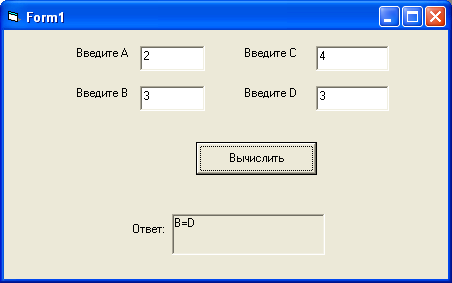 Form1
Введите A 2 Введите C 4
Введите B 3 Введите D 3
Вычислить
Ответ: B=D